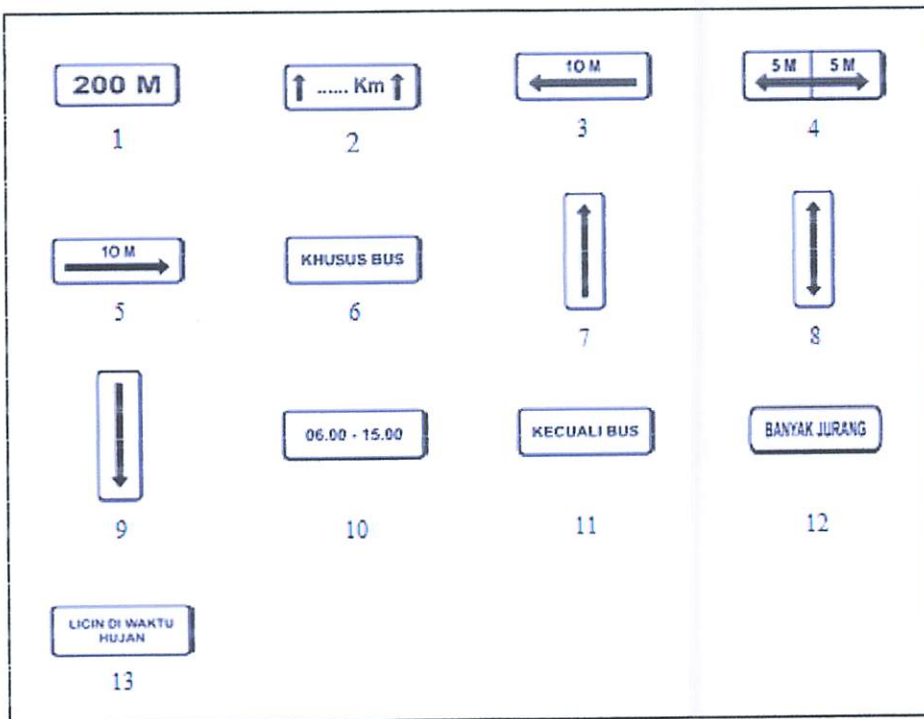 200 M
...... Km
10 M
5 M 5 M
1
2
3
4
10 M
KHUSUS BUS
5
6
7
8
06.00 - 15.00
KECUALI BUS
BANYAK JURANG
9
10
11
12
LICIN DI WAKTU
HUJAN
13